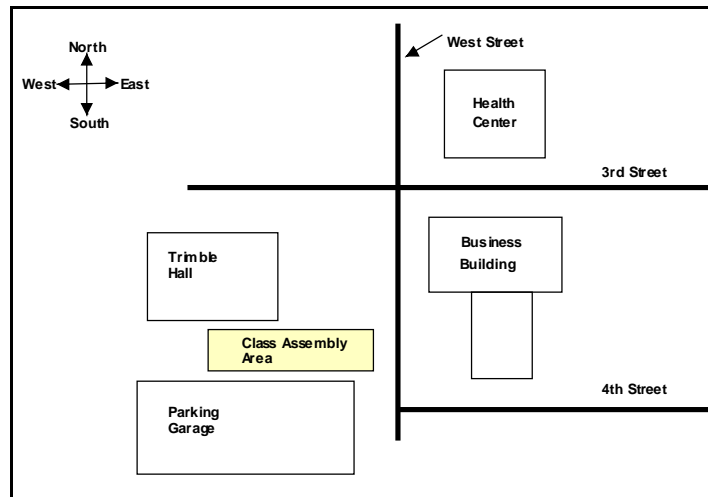 North
West Street
West
East
South
Health
Center
3rd Street
Trimble
Hall
Business
Building
Class Assembly
Area
4th Street
Parking
Garage